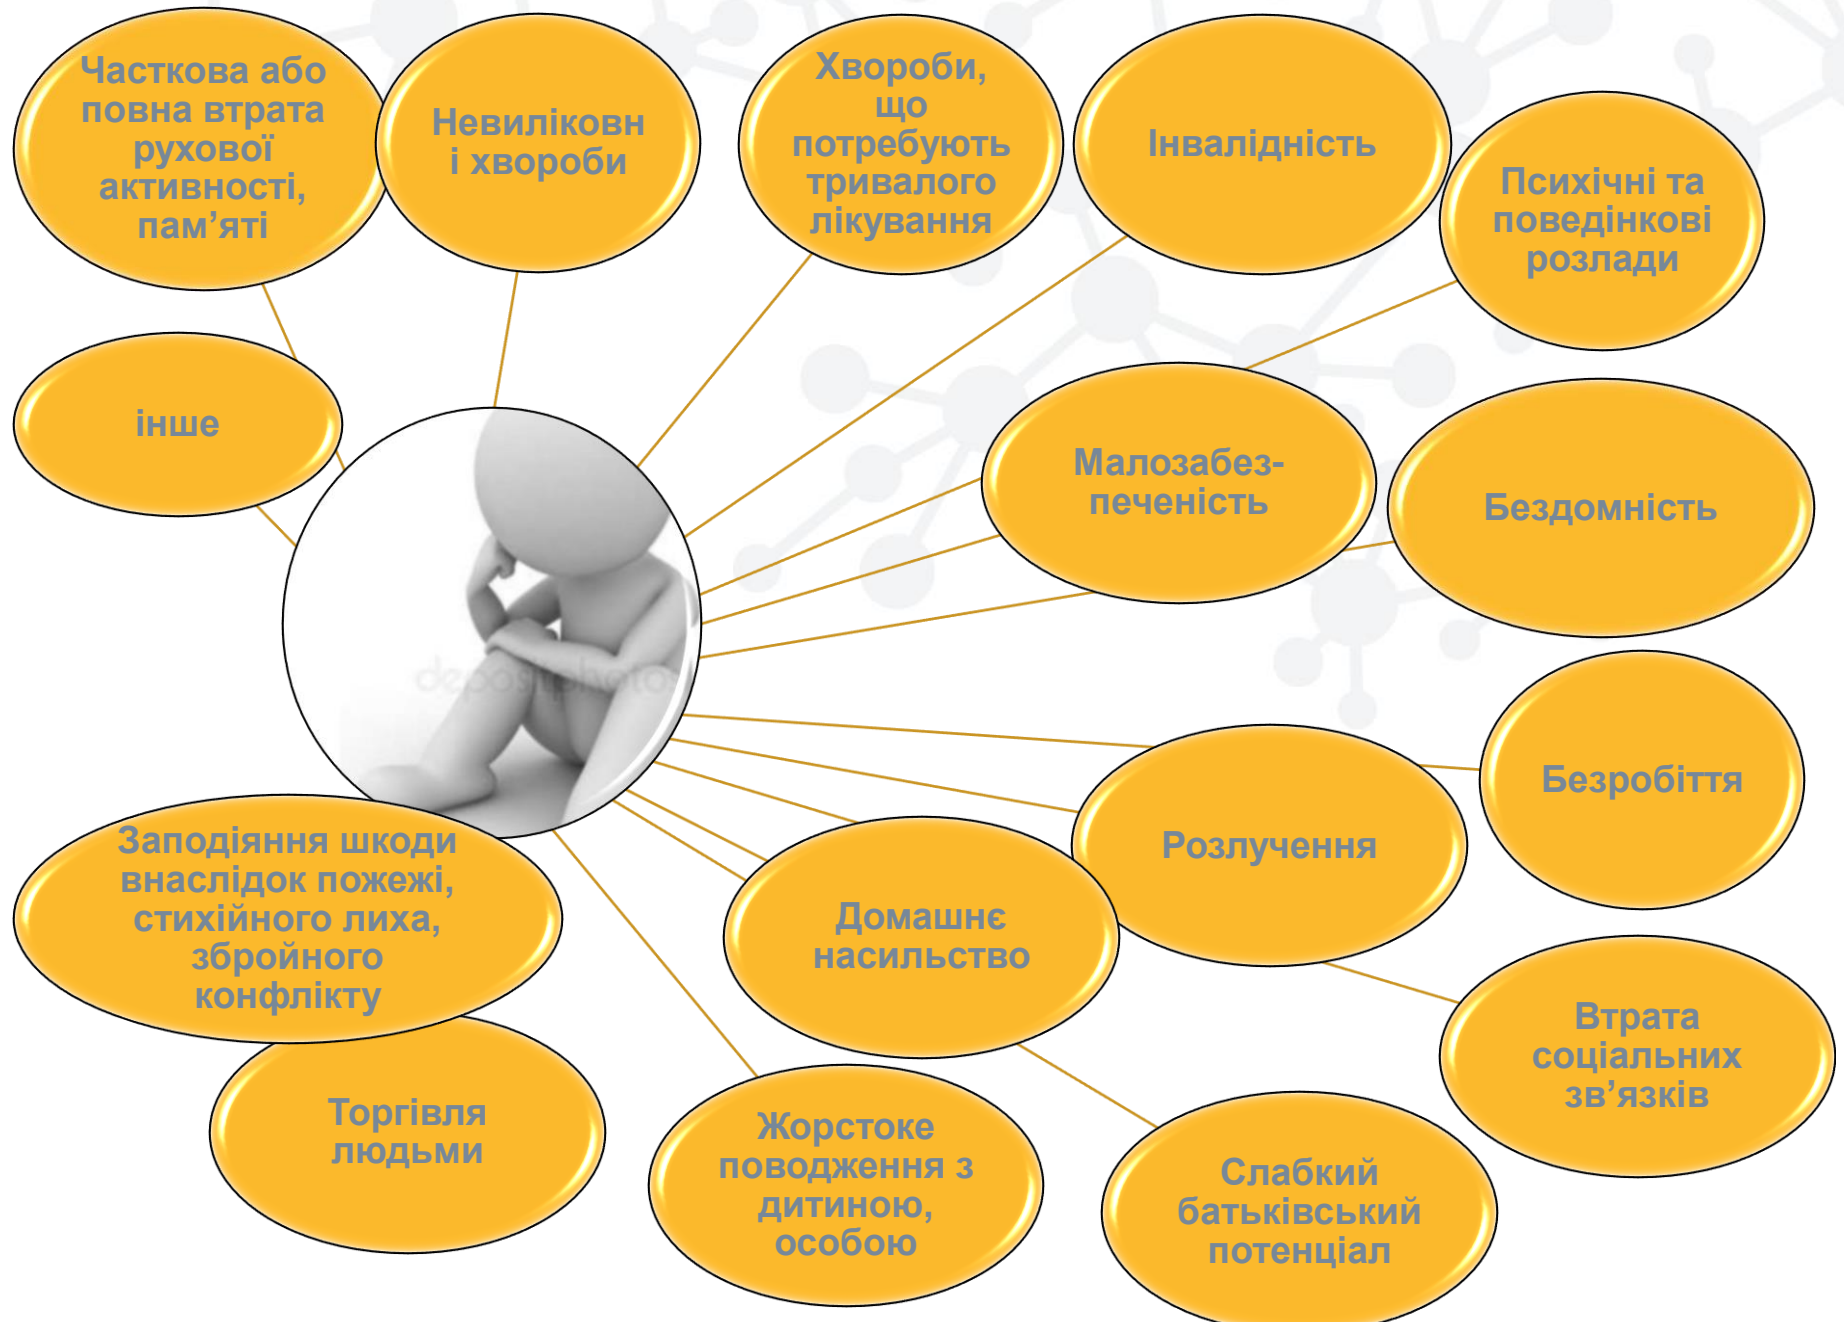 Часткова або
повна втрата
рухової
активності,
пам’яті
Невиліковн
і хвороби
Хвороби,
що
потребують
тривалого
лікування
Інвалідність
Психічні та
поведінкові
розлади
інше
Малозабез-
печеність
Бездомність
depositphotos
Безробіття
Розлучення
Заподіяння шкоди
внаслідок пожежі,
стихійного лиха,
збройного
конфлікту
Домашнє
насильство
Втрата
соціальних
зв’язків
Торгівля
людьми
Жорстоке
поводження з
дитиною,
особою
Слабкий
батьківський
потенціал